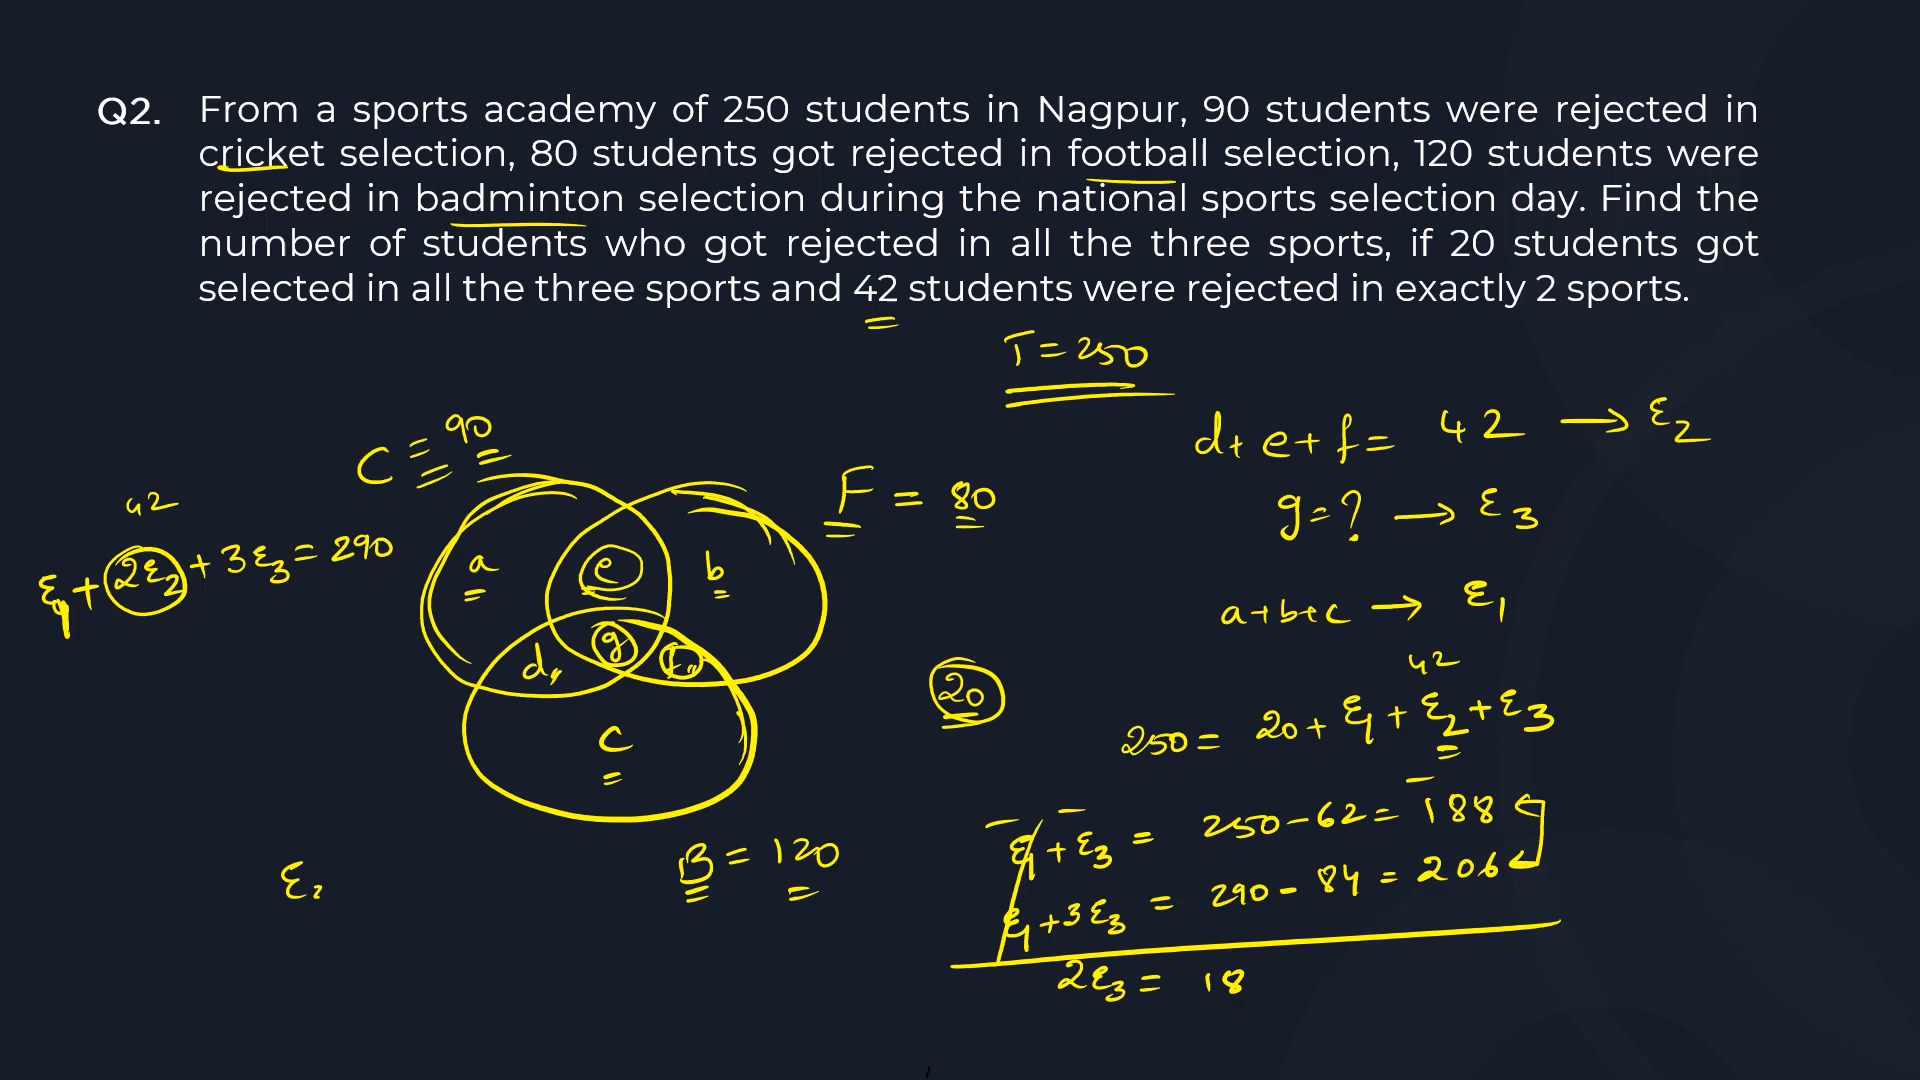 Q2. From a sports academy of 250 students in Nagpur, 90 students were rejected in
cricket selection, 80 students got rejected in football selection, 120 students were
rejected in badminton selection during the national sports selection day. Find the
number of students who got rejected in all the three sports, if 20 students got
selected in all the three sports and 42 students were rejected in exactly 2 sports.
T = 250
C = 90
d + e + f = 42 → ε2
F = 80
42
g = ? → ε3
ε1 + 2ε2 + 3ε3 = 290
a
e
b
a + b + c → ε1
g
d
f
20
42
250 = 20 + ε1 + ε2 + ε3
c
ε1 + ε3 = 250 - 62 = 188
B = 120
ε1 + 3ε3 = 290 - 84 = 206
2ε3 = 18